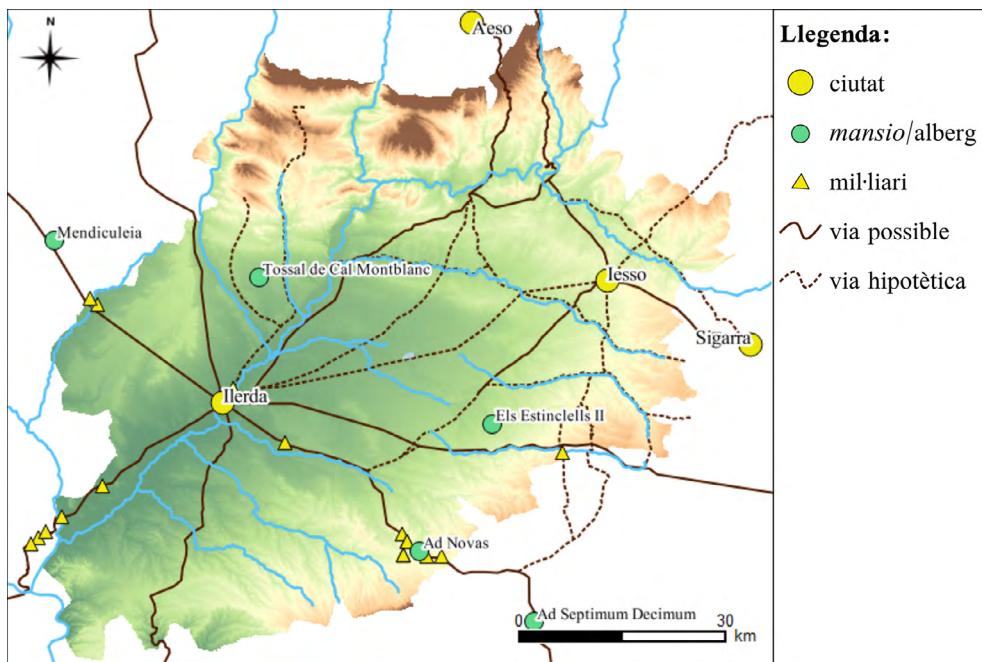 N
Aeso
Mendiculeia
Tossal de Cal Montblanc
Iesso
Sigarra
Ilerda
Els Estinclells II
Ad Novas
Ad Septimum Decimum
0 30
km
Llegenda:
ciutat
mansio/alberg
mil·liari
via possible
via hipotètica